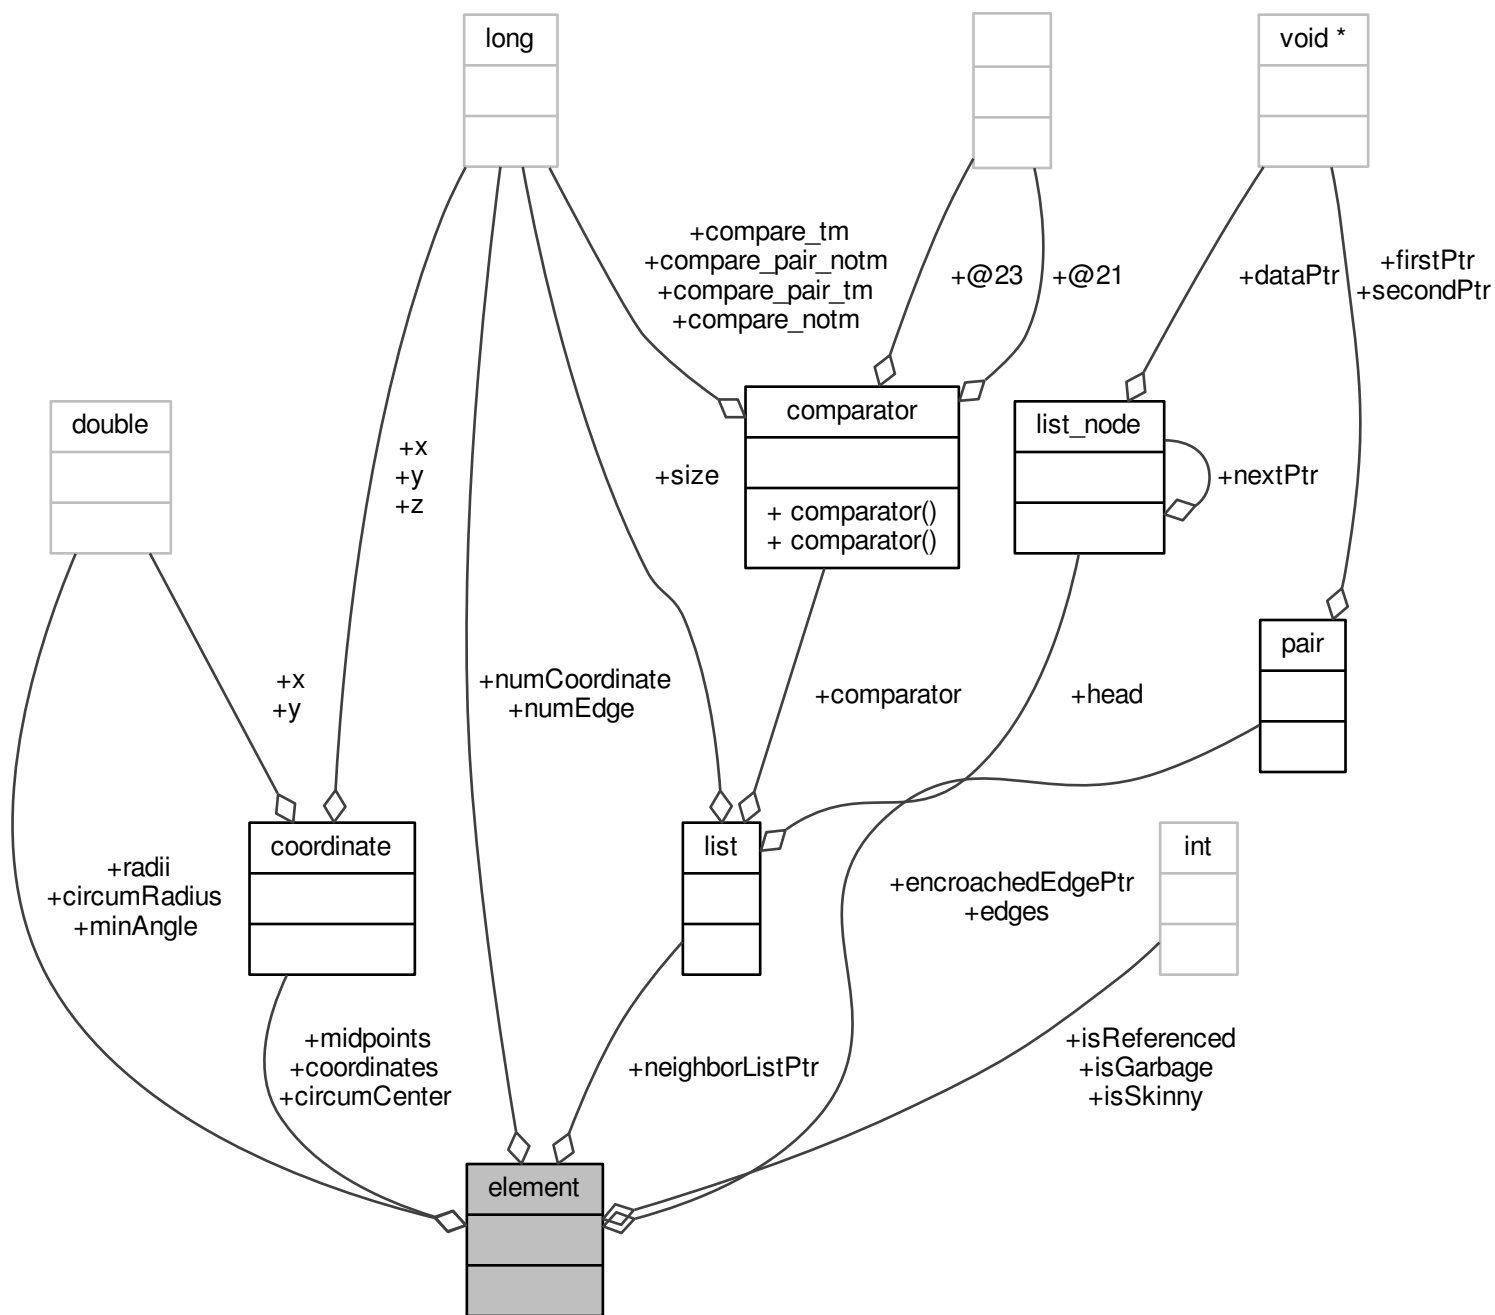 long
void *
+compare_tm
+compare_pair_notm
+compare_pair_tm
+compare_notm
+@23
+@21
+dataPtr
+firstPtr
+secondPtr
double
+x
+y
+z
+size
comparator
+ comparator()
+ comparator()
list_node
+nextPtr
pair
+x
+y
+numCoordinate
+numEdge
+comparator
+head
+radii
+circumRadius
+minAngle
coordinate
list
+encroachedEdgePtr
+edges
int
+midpoints
+coordinates
+circumCenter
+neighborListPtr
+isReferenced
+isGarbage
+isSkinny
element